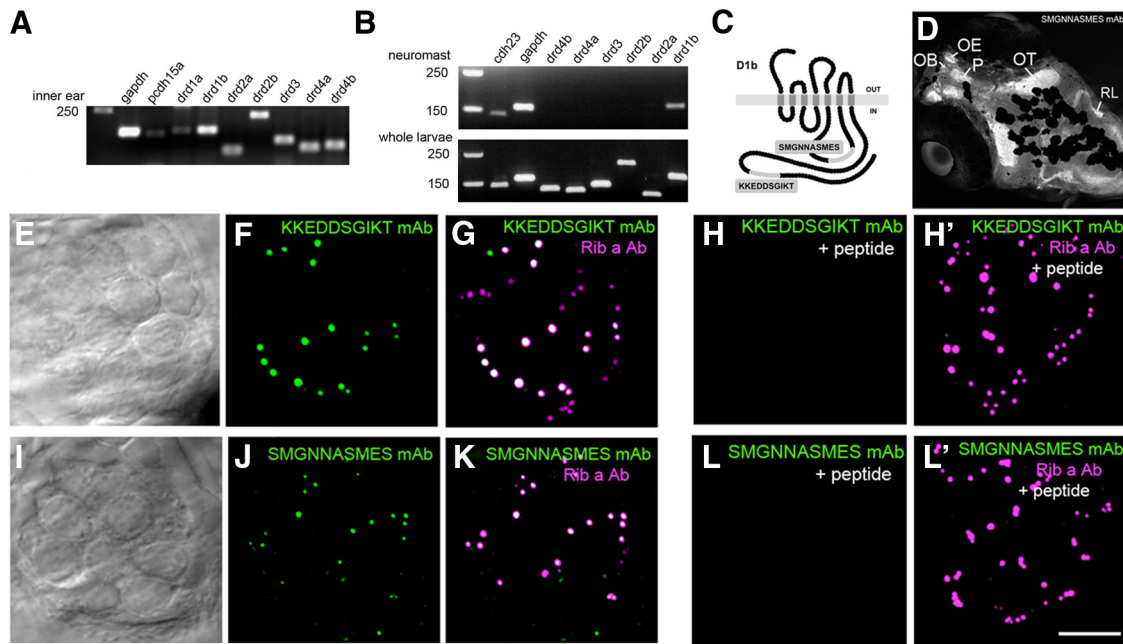 A
inner ear
250
gapdh
pcdh15a
drd1a
drd11b
drd2a
drd2b
drd3
drd4a
drd4b
B
neuromast
cdh23
gapdh
drd4b
drd4a
drd3
drd2b
drd2a
drd1b
250
150
whole larvae
250
150
C
D1b
OUT
IN
SMGNNASMES
KKEDDSGIKT
D
SMGNNASMES mAb
OE
OB
P
OT
RL
E
F
KKEDDSGIKT mAb
G
KKEDDSGIKT mAb
Rib a Ab
H
KKEDDSGIKT mAb
+ peptide
H'
KKEDDSGIKT mAb
Rib a Ab
+ peptide
I
J
SMGNNASMES mAb
K
SMGNNASMES mAb
Rib a Ab
L
SMGNNASMES mAb
+ peptide
L'
SMGNNASMES mAb
Rib a Ab
+ peptide